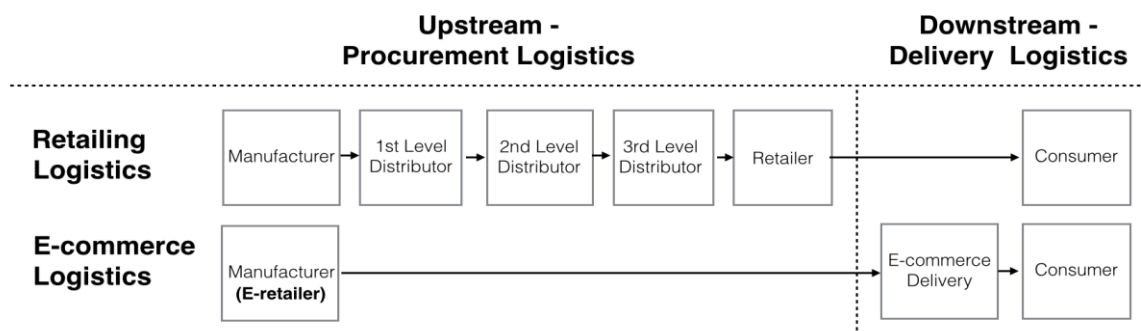 Upstream -
Procurement Logistics
Downstream -
Delivery Logistics
Retailing
Logistics
Manufacturer
1st Level
Distributor
2nd Level
Distributor
3rd Level
Distributor
Retailer
Consumer
E-commerce
Logistics
Manufacturer
(E-retailer)
E-commerce
Delivery
Consumer